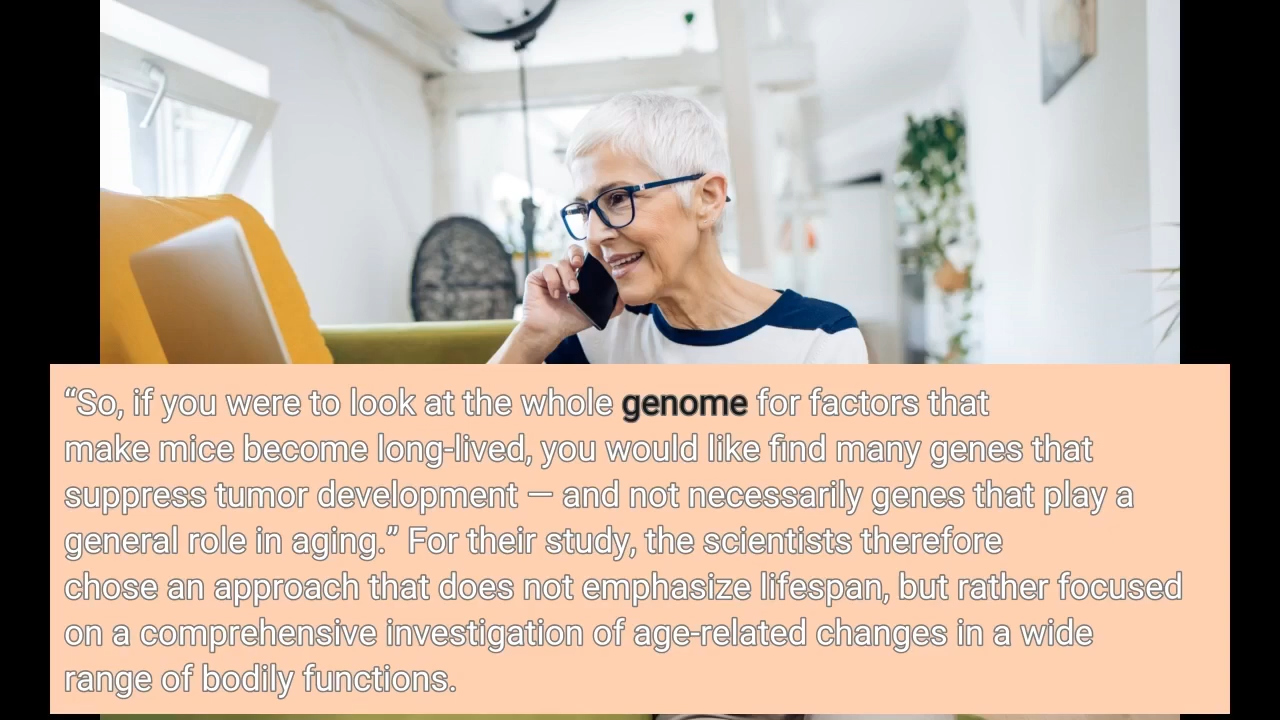 “So, if you were to look at the whole genome for factors that
make mice become long-lived, you would like find many genes that
suppress tumor development — and not necessarily genes that play a
general role in aging.” For their study, the scientists therefore
chose an approach that does not emphasize lifespan, but rather focused
on a comprehensive investigation of age-related changes in a wide
range of bodily functions.